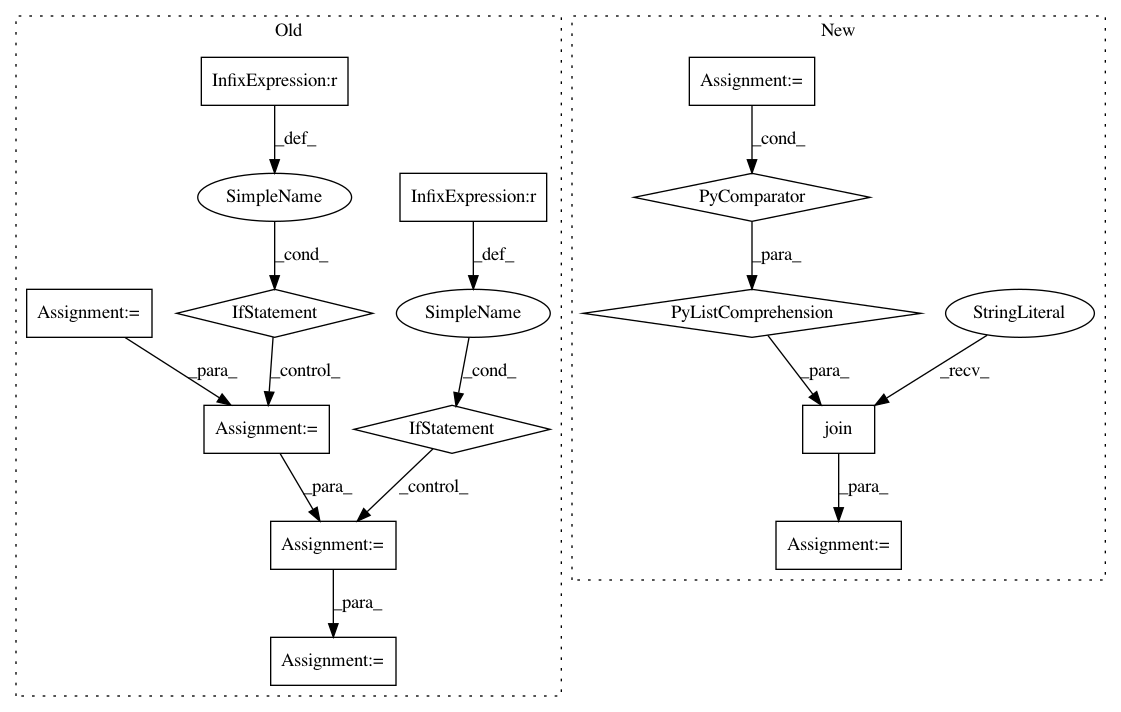 Old
New
InfixExpression:r
Assignment:=
_def_
_cond_
SimpleName
InfixExpression:r
PyComparator
_cond_
_def_
_para_
Assignment:=
IfStatement
SimpleName
PyListComprehension
StringLiteral
_para_
_control_
_cond_
_para_
_recv_
Assignment:=
IfStatement
join
_para_
_control_
_para_
Assignment:=
Assignment:=
_para_
Assignment:=